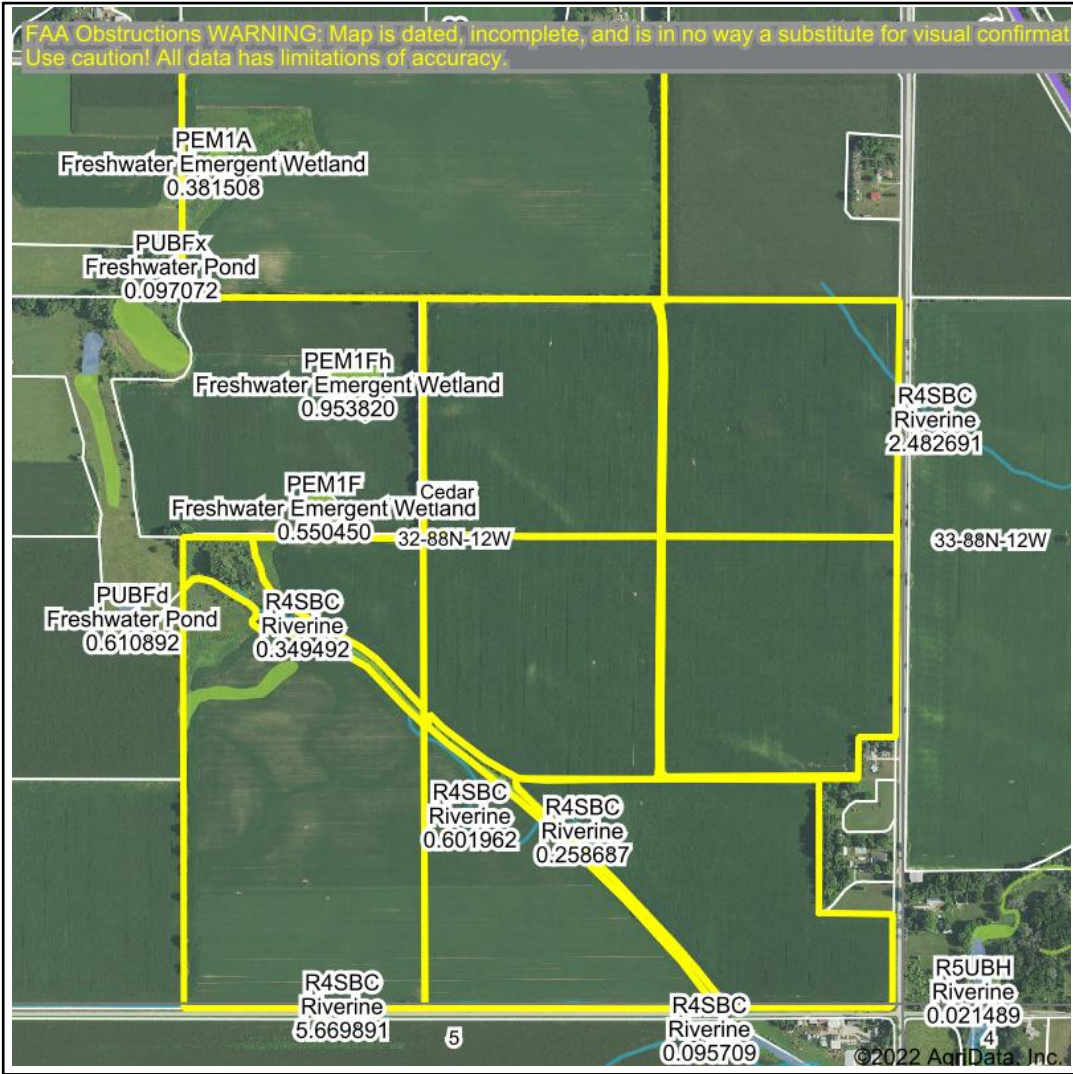 FAA Obstructions WARNING: Map is dated, incomplete, and is in no way a substitute for visual confirmat
Use caution! All data has limitations of accuracy.
PEM1A
Freshwater Emergent Wetland
0.381508
PUBFx
Freshwater Pond
0.097072
PEM1Fh
Freshwater Emergent Wetland
0.953820
R4SBC
Riverine
2.482691
PEM1F
Freshwater Emergent Wetland
0.550450
Cedar
32-88N-12W
33-88N-12W
PUBFd
Freshwater Pond
0.610892
R4SBC
Riverine
0.349492
R4SBC
Riverine
0.601962
R4SBC
Riverine
0.258687
R4SBC
Riverine
5.669891
5
R4SBC
Riverine
0.095709
R5UBH
Riverine
0.021489
4
©2022 AgriData, Inc.